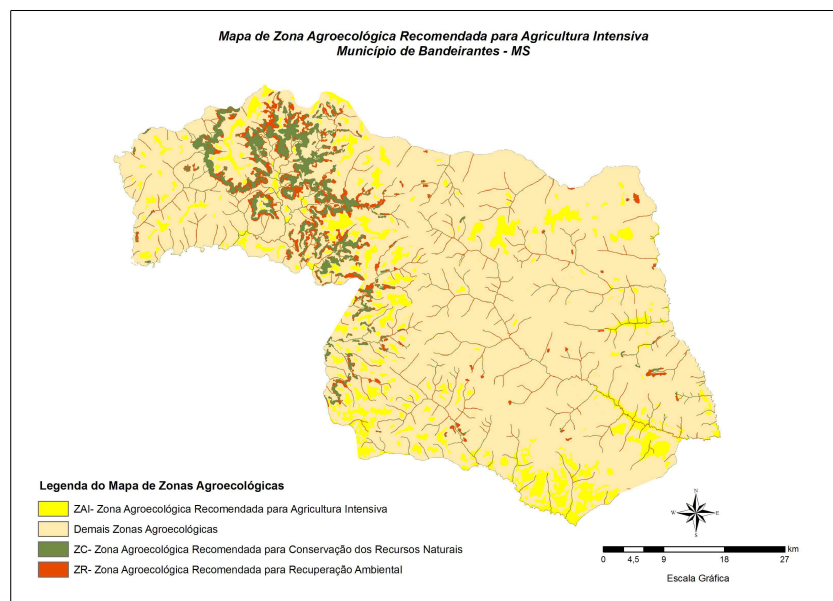 Mapa de Zona Agroecológica Recomendada para Agricultura Intensiva
Município de Bandeirantes - MS
Legenda do Mapa de Zonas Agroecológicas
ZAI- Zona Agroecológica Recomendada para Agricultura Intensiva
Demais Zonas Agroecológicas
ZC- Zona Agroecológica Recomendada para Conservação dos Recursos Naturais
ZR- Zona Agroecológica Recomendada para Recuperação Ambiental
N
W E
S
km
0 4,5 9 18 27
Escala Gráfica